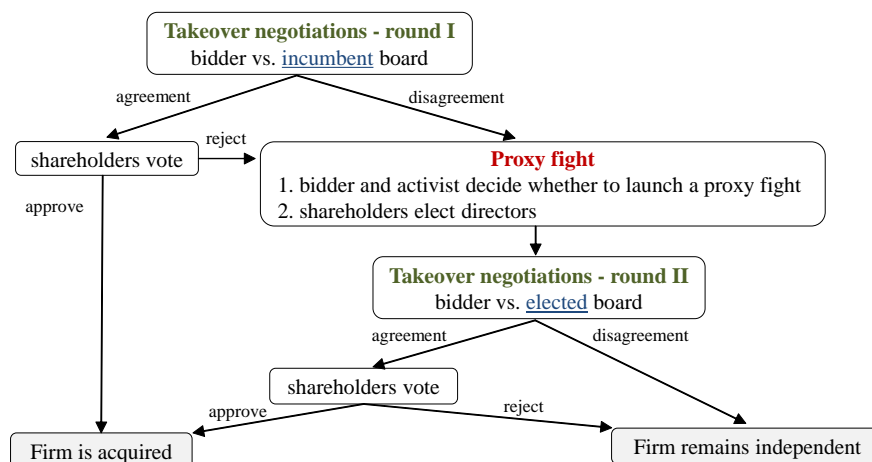 Takeover negotiations - round I
bidder vs. incumbent board
agreement
disagreement
shareholders vote
reject
Proxy fight
1. bidder and activist decide whether to launch a proxy fight
2. shareholders elect directors
approve
Takeover negotiations - round II
bidder vs. elected board
agreement
disagreement
shareholders vote
approve
reject
Firm is acquired
Firm remains independent